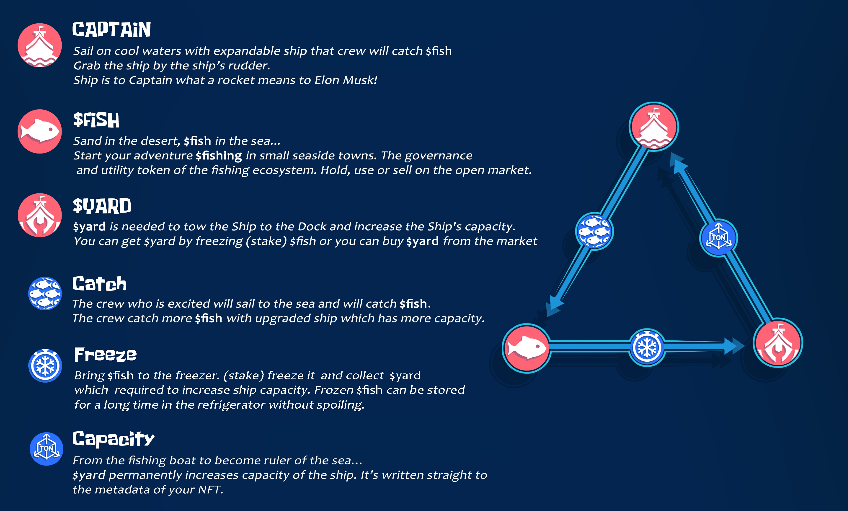 CAPTAIN
Sail on cool waters with expandable ship that crew will catch $fish
Grab the ship by the ship's rudder.
Ship is to Captain what a rocket means to Elon Musk!
$FISH
Sand in the desert, $fish in the sea...
Start your adventure $fishing in small seaside towns. The governance
and utility token of the fishing ecosystem. Hold, use or sell on the open market.
$YARD
$yard is needed to tow the Ship to the Dock and increase the Ship's capacity.
You can get $yard by freezing (stake) $fish or you can buy $yard from the market
Catch
The crew who is excited will sail to the sea and will catch $fish.
The crew catch more $fish with upgraded ship which has more capacity.
Freeze
Bring $fish to the freezer. (stake) freeze it and collect $yard
which required to increase ship capacity. Frozen $fish can be stored
for a long time in the refrigerator without spoiling.
TON
Capacity
From the fishing boat to become ruler of the sea...
$yard permanently increases capacity of the ship. It's written straight to
the metadata of your NFT.
TON